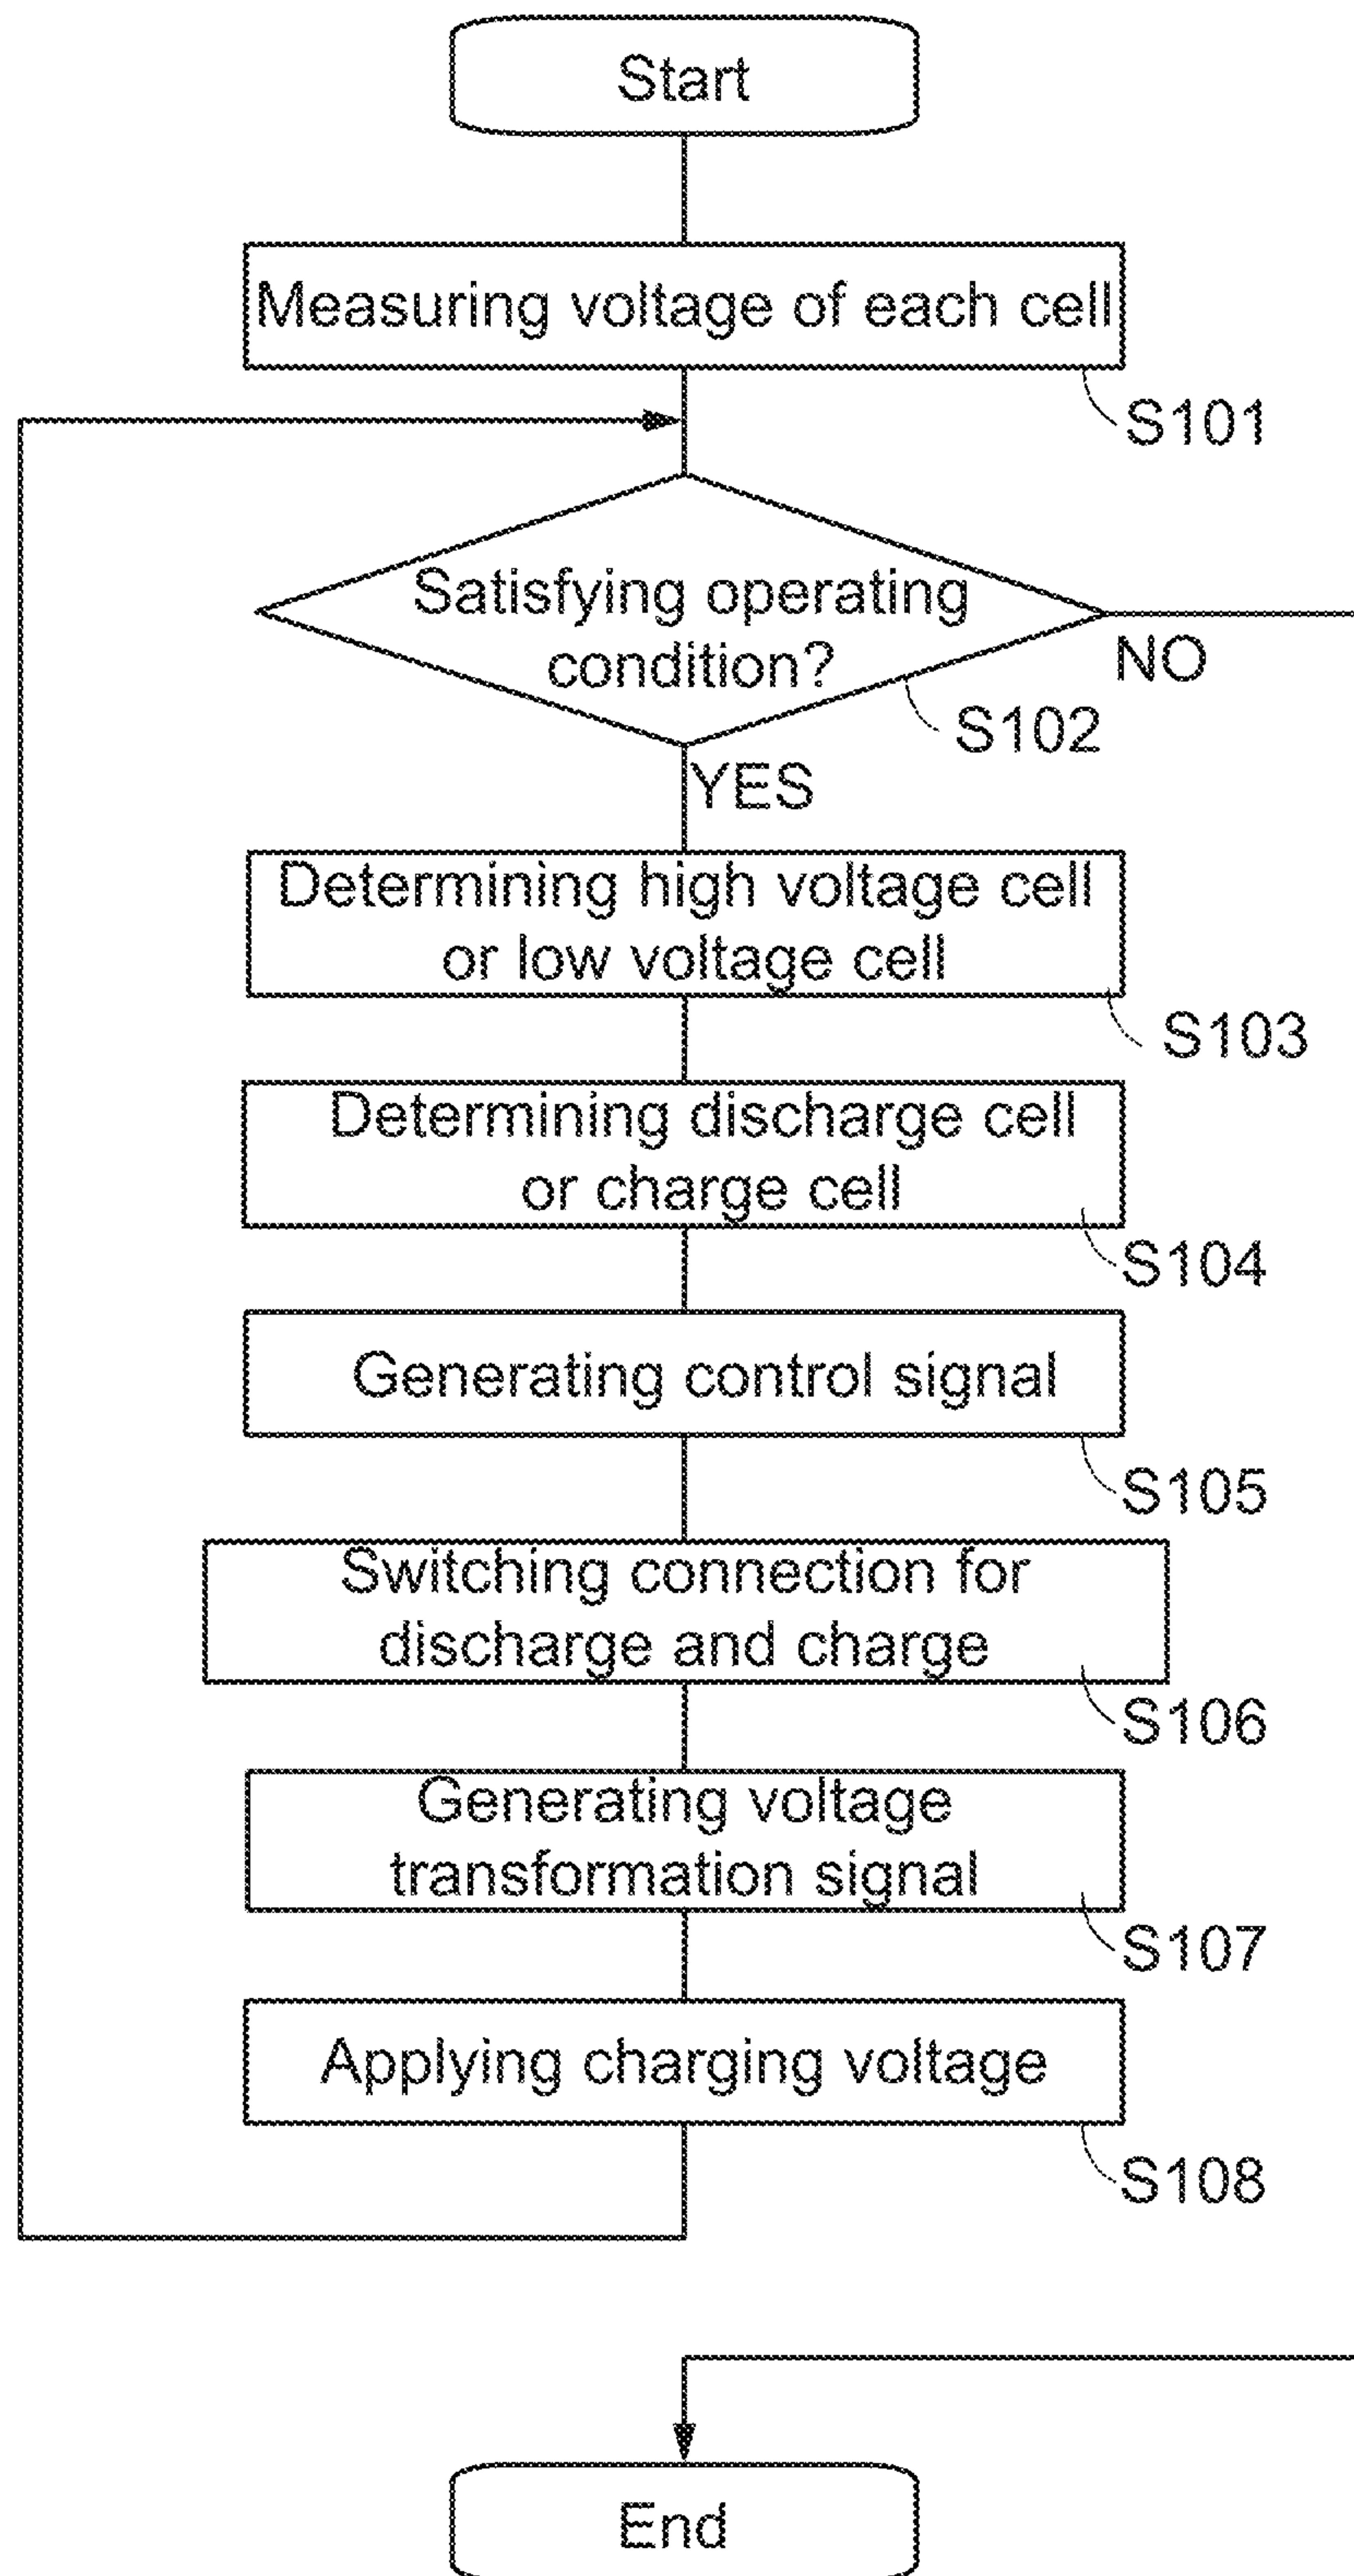 Start
Measuring voltage of each cell
S101
Satisfying operating
condition?
NO
S102
YES
Determining high voltage cell
or low voltage cell
S103
Determining discharge cell
or charge cell
S104
Generating control signal
S105
Switching connection for
discharge and charge
S106
Generating voltage
transformation signal
S107
Applying charging voltage
S108
End